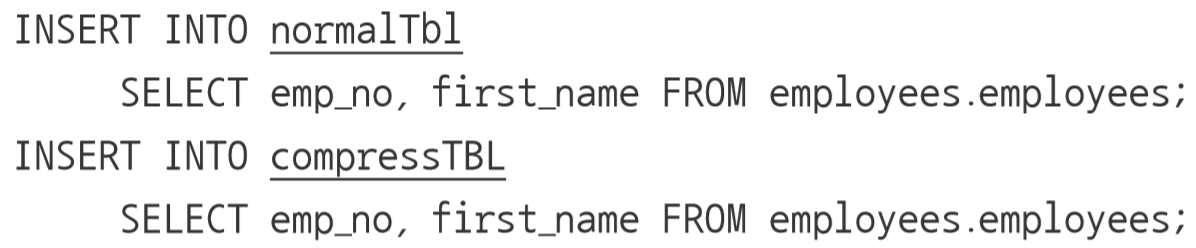 INSERT INTO normalTbl
SELECT emp_no, first_name FROM employees.employees;
INSERT INTO compressTBL
SELECT emp_no, first_name FROM employees.employees;